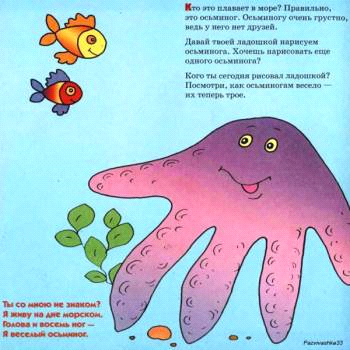 Кто это плавает в море? Правильно,
это осьминог. Осьминогу очень грустно,
ведь у него нет друзей.
Давай твоей ладошкой нарисуем
осьминога. Хочешь нарисовать еще
одного осьминога?
Кого ты сегодня рисовал ладошкой?
Посмотри, как осьминогам весело —
их теперь трое.
Ты со мною не знаком?
Я живу на дне морском.
Голова и восемь ног —
Я веселый осьминог.
Pazwivashka33